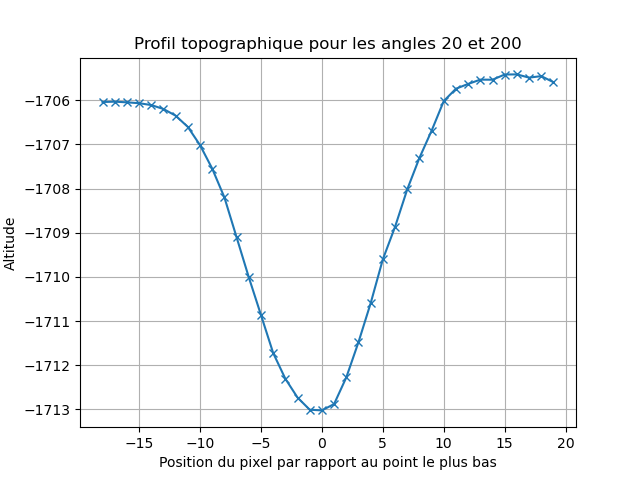 Profil topographique pour les angles 20 et 200
−1706
−1707
−1708
−1709
−1710
−1711
−1712
−1713
Altitude
−15 −10 −5 0 5 10 15 20
Position du pixel par rapport au point le plus bas